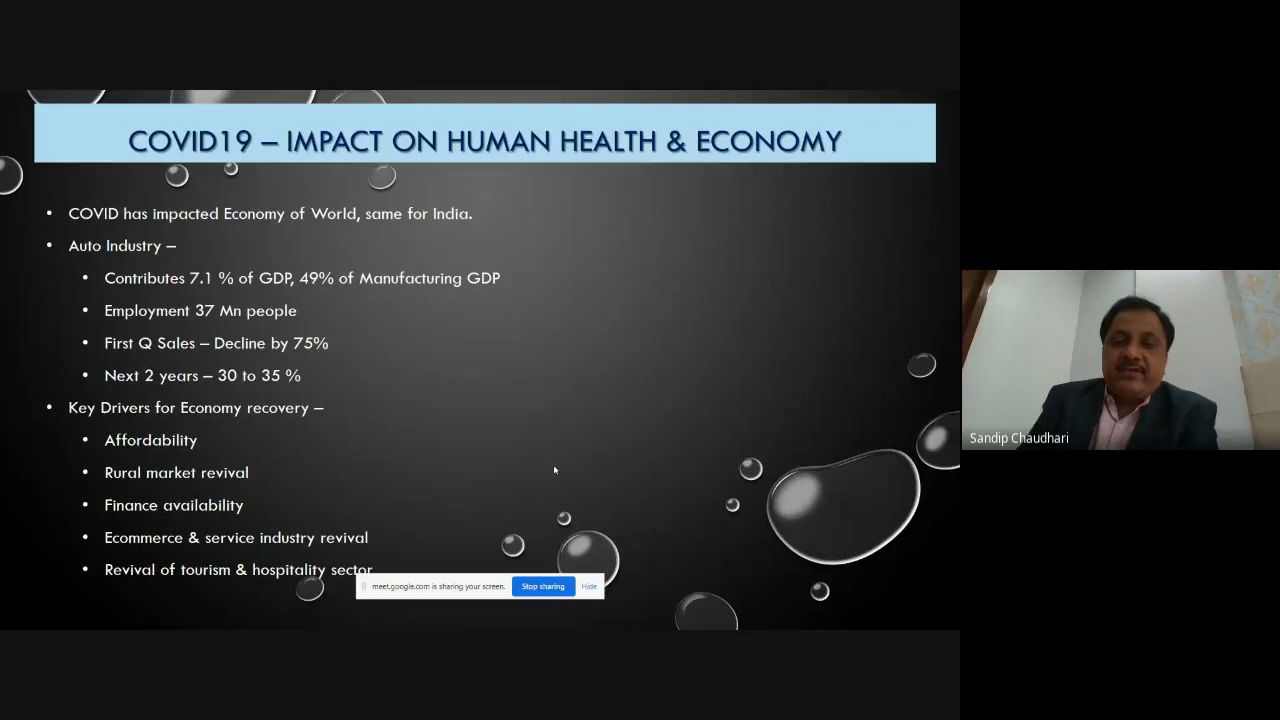 COVID19 – IMPACT ON HUMAN HEALTH & ECONOMY
• COVID has impacted Economy of World, same for India.
• Auto Industry –
• Contributes 7.1 % of GDP, 49% of Manufacturing GDP
• Employment 37 Mn people
• First Q Sales – Decline by 75%
• Next 2 years – 30 to 35 %
• Key Drivers for Economy recovery –
• Affordability
• Rural market revival
• Finance availability
• Ecommerce & service industry revival
• Revival of tourism & hospitality sector
meet.google.com is sharing your screen. Stop sharing Hide
Sandip Chaudhari